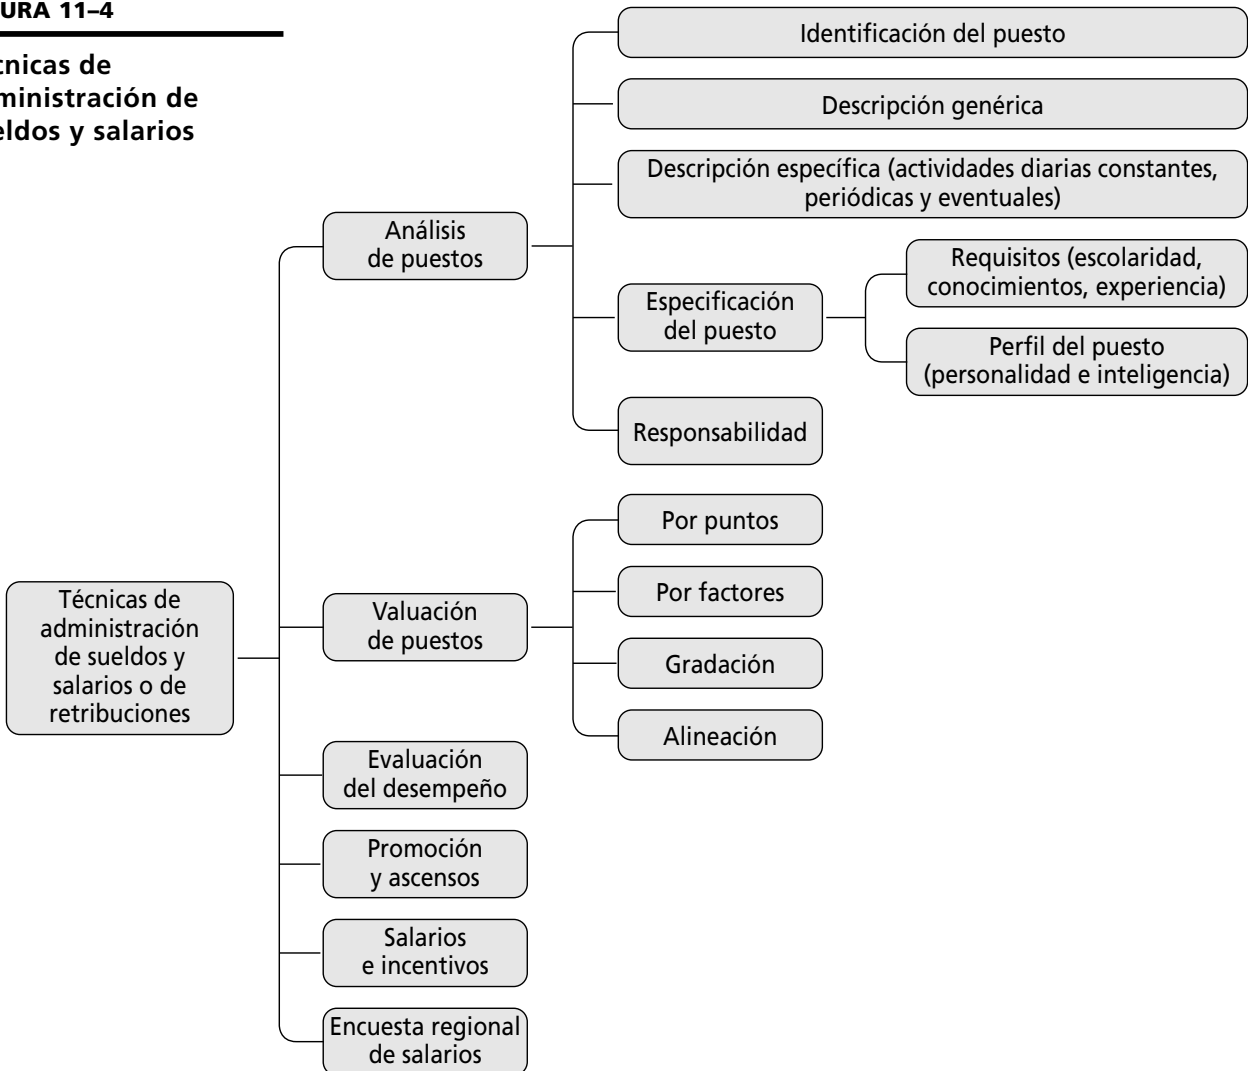 URA 11–4
cnicas de
ministración de
eldos y salarios
Identificación del puesto
Descripción genérica
Descripción específica (actividades diarias constantes,
periódicas y eventuales)
Análisis
de puestos
Requisitos (escolaridad,
conocimientos, experiencia)
Especificación
del puesto
Perfil del puesto
(personalidad e inteligencia)
Responsabilidad
Por puntos
Por factores
Técnicas de
administración
de sueldos y
salarios o de
retribuciones
Valuación
de puestos
Gradación
Alineación
Evaluación
del desempeño
Promoción
y ascensos
Salarios
e incentivos
Encuesta regional
de salarios